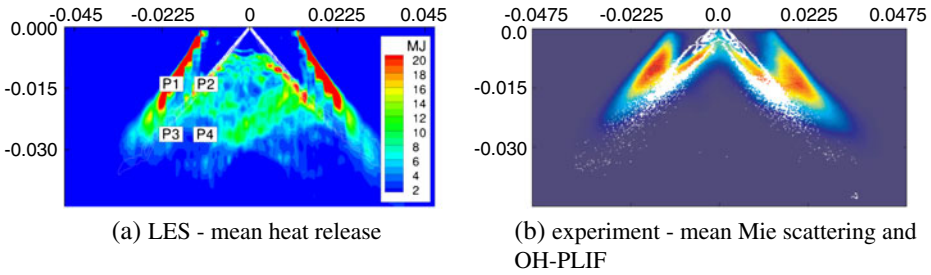 -0.045 -0.0225 0 0.0225 0.045
0.000
-0.015
-0.030
MJ
20
18
16
14
12
10
8
6
4
2
P1 P2
P3 P4
(a) LES - mean heat release
-0.0475 -0.0225 0.0 0.0225 0.0475
0.0
-0.015
-0.030
(b) experiment - mean Mie scattering and
OH-PLIF